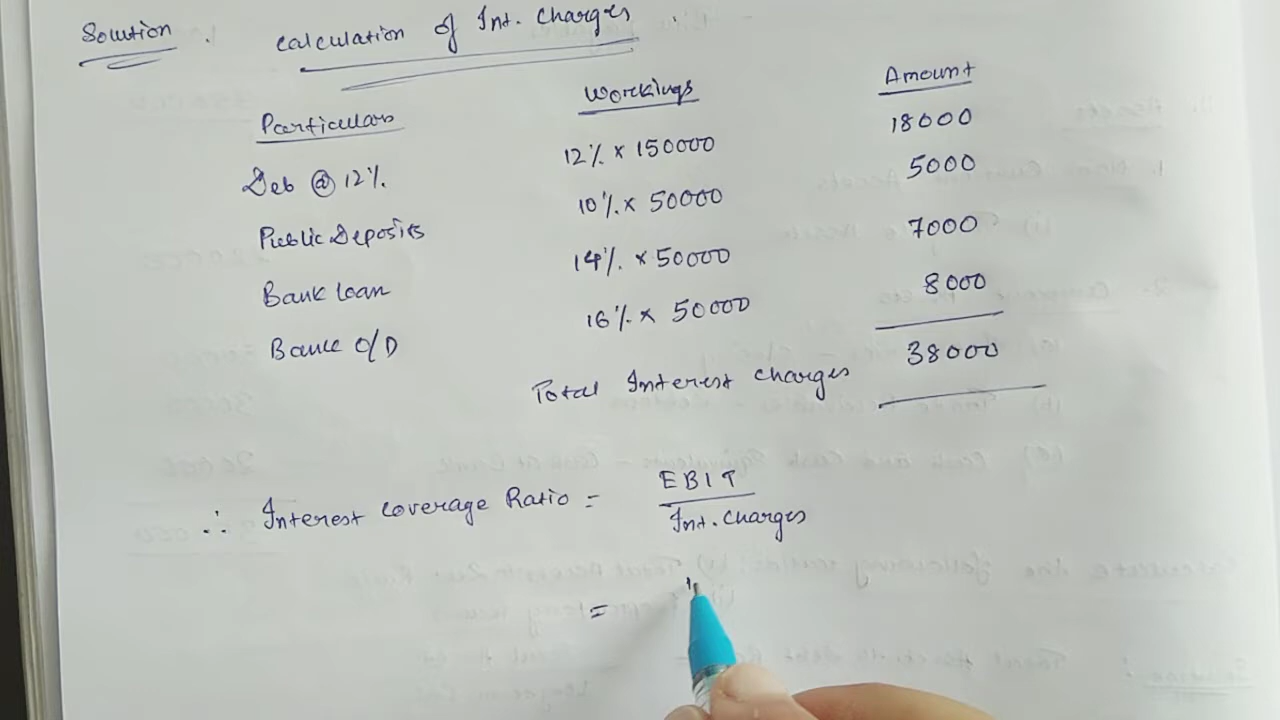 Solution . Calculation of Int. Charges
Particulars Workings Amount
Deb @ 12% 12% × 150000 18000
Public Deposits 10% × 50000 5000
Bank loan 14% × 50000 7000
Bank O/D 16% × 50000 8000
Total Interest charges 38000
∴ Interest Coverage Ratio = EBIT
Int. charges
=